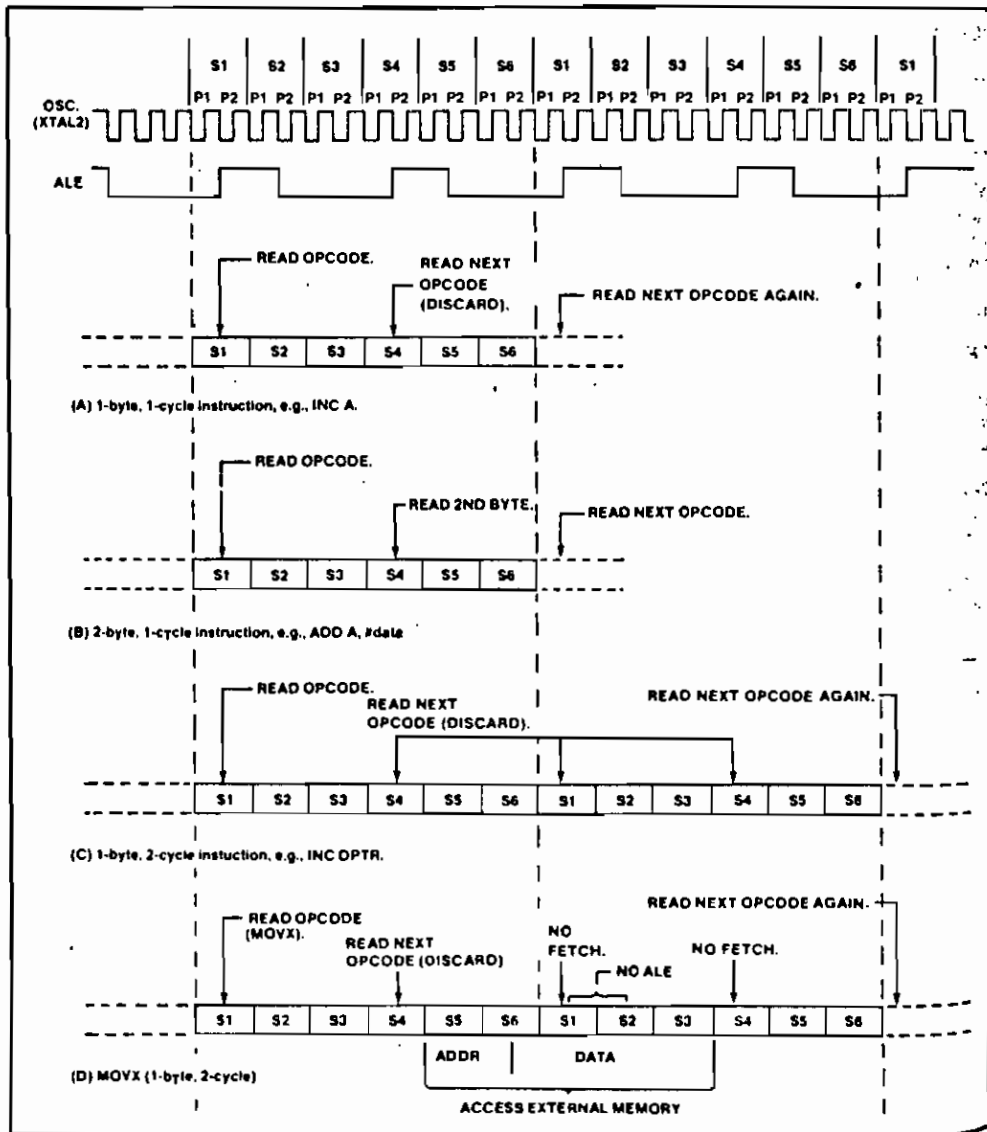 S1 S2 S3 S4 S5 S6 S1 S2 S3 S4 S5 S6 S1
P1 P2 P1 P2 P1 P2 P1 P2 P1 P2 P1 P2 P1 P2 P1 P2 P1 P2 P1 P2 P1 P2 P1 P2 P1 P2
OSC.
(XTAL2)
ALE
READ OPCODE.
READ NEXT
OPCODE
(DISCARD).
READ NEXT OPCODE AGAIN.
S1 S2 S3 S4 S5 S6
(A) 1-byte, 1-cycle instruction, e.g., INC A.
READ OPCODE.
READ 2ND BYTE.
READ NEXT OPCODE.
S1 S2 S3 S4 S5 S6
(B) 2-byte, 1-cycle instruction, e.g., ADD A, #data
READ OPCODE.
READ NEXT
OPCODE (DISCARD).
READ NEXT OPCODE AGAIN.
S1 S2 S3 S4 S5 S6 S1 S2 S3 S4 S5 S6
(C) 1-byte, 2-cycle instuction, e.g., INC DPTR.
READ OPCODE
(MOVX).
READ NEXT
OPCODE (DISCARD)
NO
FETCH.
NO ALE
NO FETCH.
READ NEXT OPCODE AGAIN.
S1 S2 S3 S4 S5 S6 S1 S2 S3 S4 S5 S6
ADDR DATA
(D) MOVX (1-byte, 2-cycle)
ACCESS EXTERNAL MEMORY